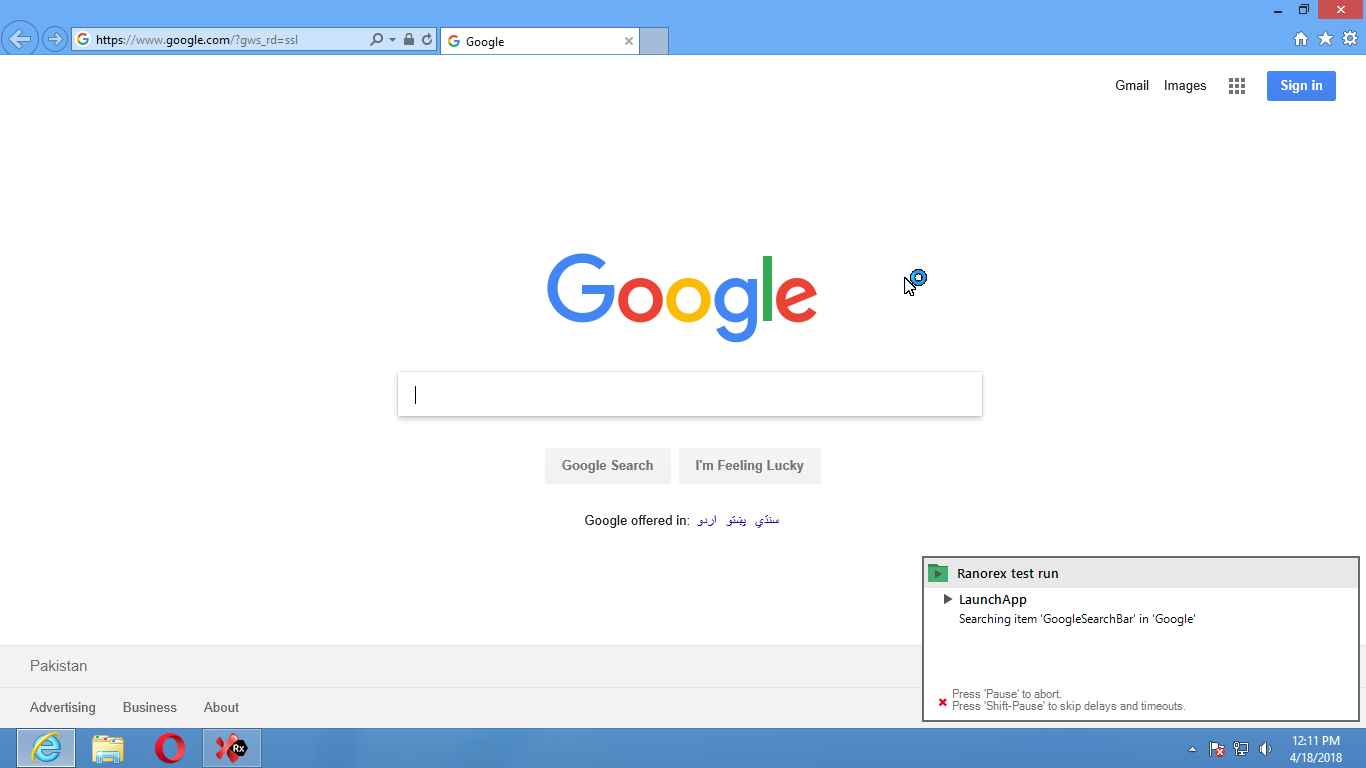 https://www.google.com/?gws_rd=ssl
Google
Gmail Images Sign in
Google
Google Search I'm Feeling Lucky
Google offered in: اردو پښتو سنڌي
Ranorex test run
LaunchApp
Searching item 'GoogleSearchBar' in 'Google'
Press 'Pause' to abort.
Press 'Shift-Pause' to skip delays and timeouts.
Pakistan
Advertising Business About
Rx
12:11 PM
4/18/2018